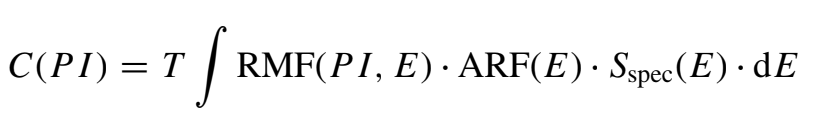 C(PI) = T ∫ RMF(PI, E) · ARF(E) · S_spec(E) · dE